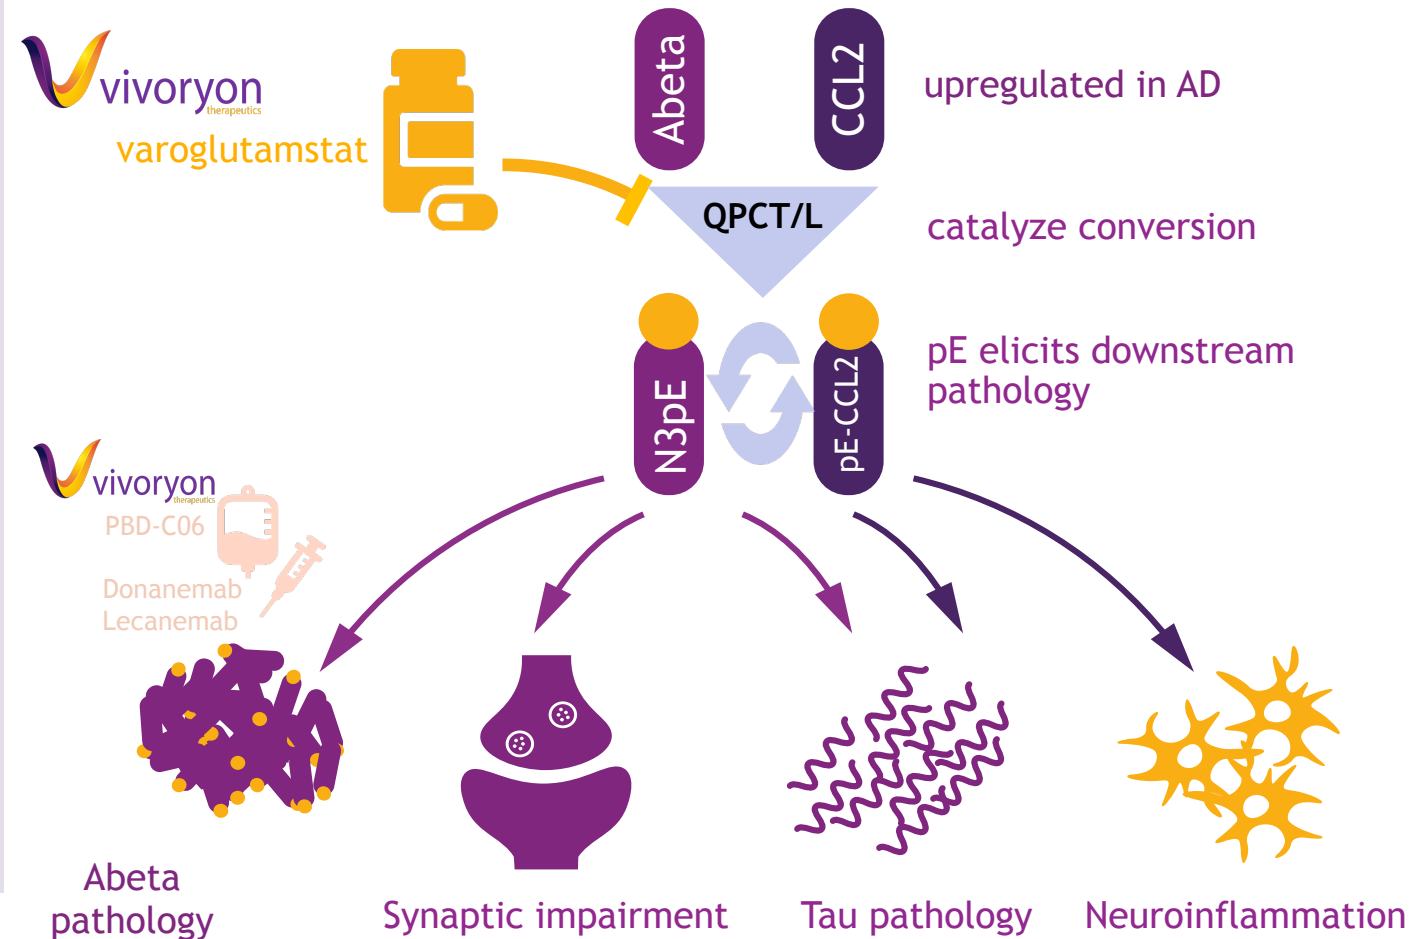 vivoryon
therapeutics
varoglutamstat
Abeta
CCL2
upregulated in AD
QPCT/L
catalyze conversion
N3pE
pE-CCL2
pE elicits downstream
pathology
vivoryon
therapeutics
PBD-C06
Donanemab
Lecanemab
Abeta
pathology
Synaptic impairment
Tau pathology
Neuroinflammation